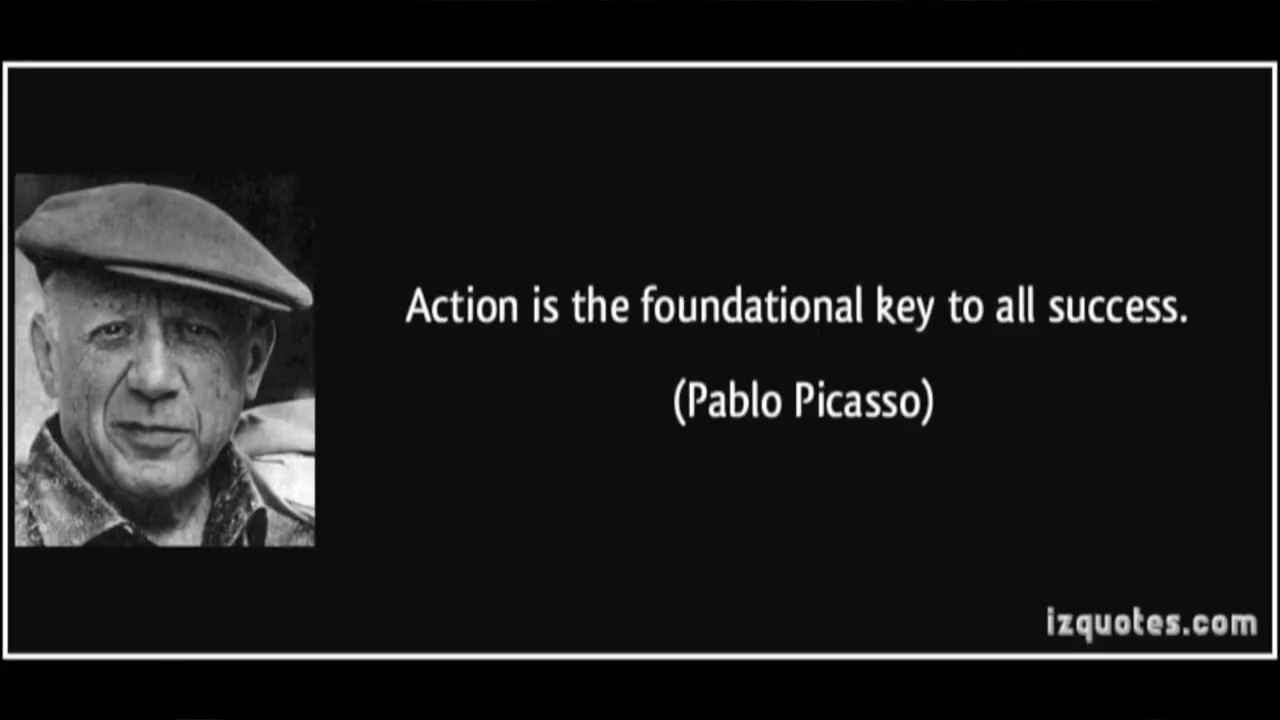 Action is the foundational key to all success.
(Pablo Picasso)
izquotes.com